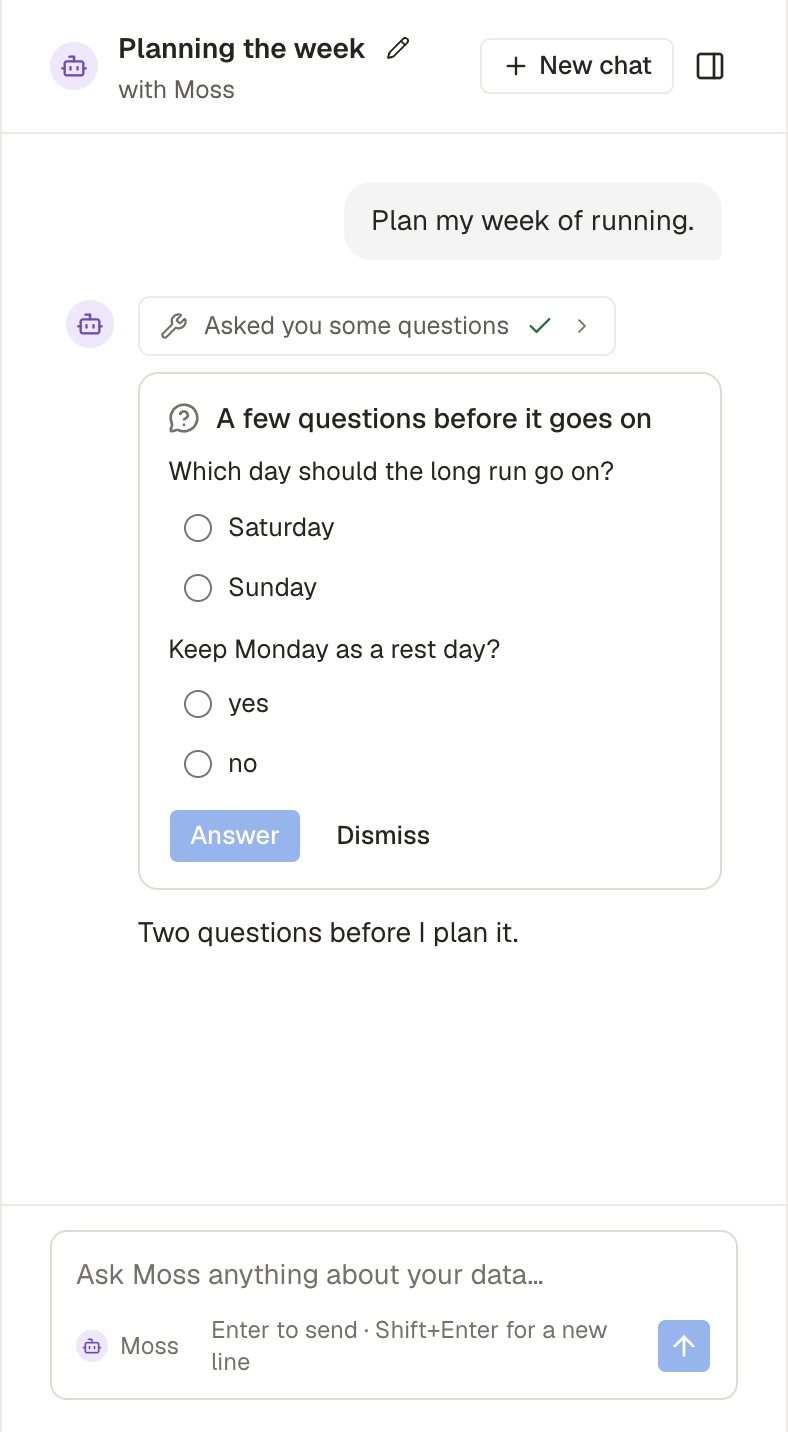 Planning the week
with Moss
New chat
Plan my week of running.
Asked you some questions
A few questions before it goes on
Which day should the long run go on?
Saturday
Sunday
Keep Monday as a rest day?
yes
no
Answer
Dismiss
Two questions before I plan it.
Ask Moss anything about your data...
Moss
Enter to send · Shift+Enter for a new
line